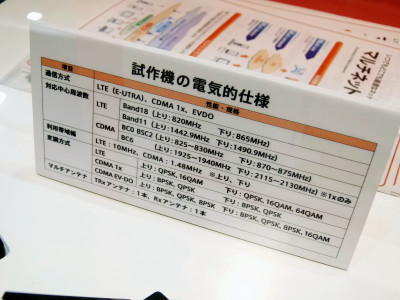 試作機の電気的仕様
項目 性能・規格
通信方式 LTE (E-UTRA)、CDMA 1x、EVDO
対応中心周波数 LTE Band18 (上り:820MHz 下り:865MHz)
Band11 (上り:1442.9MHz 下り:1490.9MHz)
CDMA BC0 BSC2 (上り:825~830MHz 下り:870~875MHz)
BC6 (上り:1925~1940MHz 下り:2115~2130MHz) ※1xのみ
利用帯域幅 LTE:10MHz、CDMA:1.48MHz ※上り、下り
変調方式 LTE 上り:QPSK, 16QAM 下り:QPSK, 16QAM, 64QAM
CDMA 1x 上り:BPSK, QPSK 下り:BPSK, QPSK
CDMA EV-DO 上り:BPSK, QPSK, 8PSK 下り:BPSK, QPSK, 8PSK, 16QAM
マルチアンテナ TRxアンテナ:1本、Rxアンテナ:1本
マルチネット